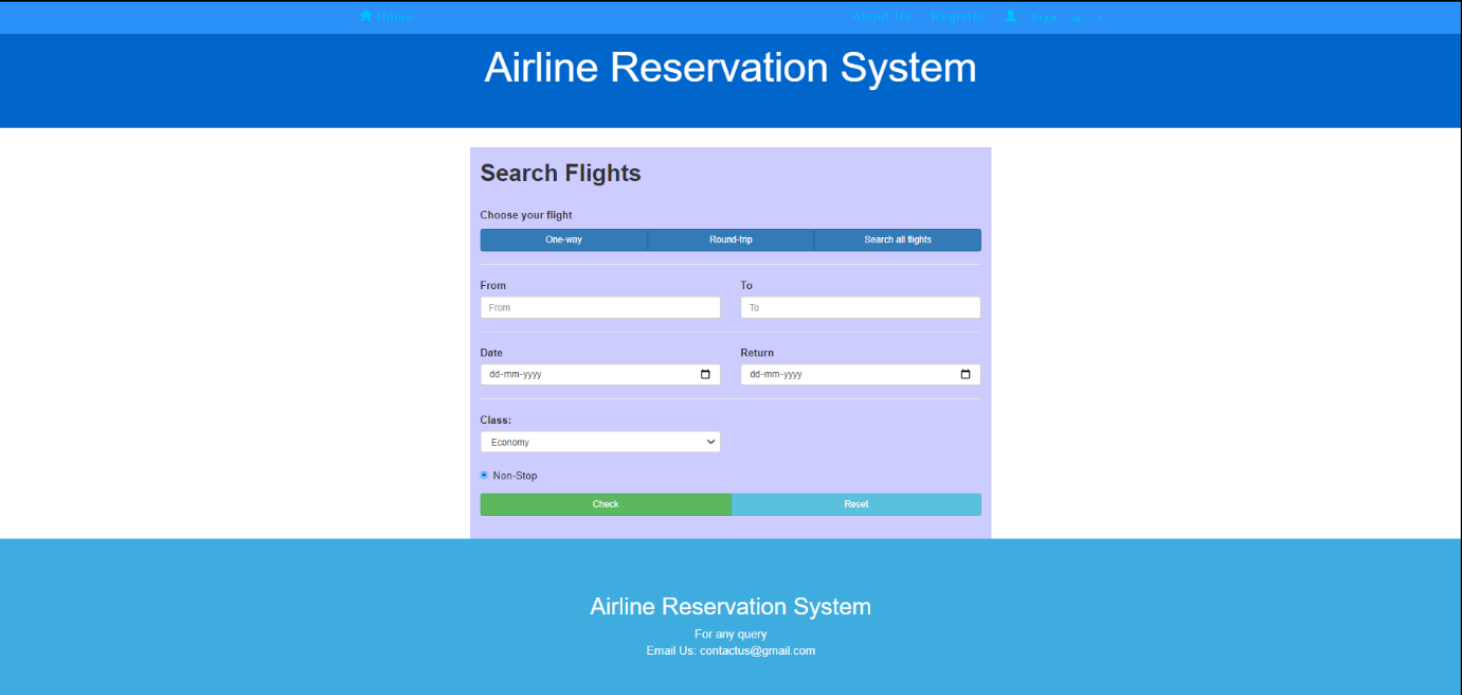 Home About Us Register Sign in
Airline Reservation System
Search Flights
Choose your flight
One-way Round-trip Search all flights
From To
From To
Date Return
dd-mm-yyyy dd-mm-yyyy
Class:
Economy
Non-Stop
Check Reset
Airline Reservation System
For any query
Email Us: contactus@gmail.com